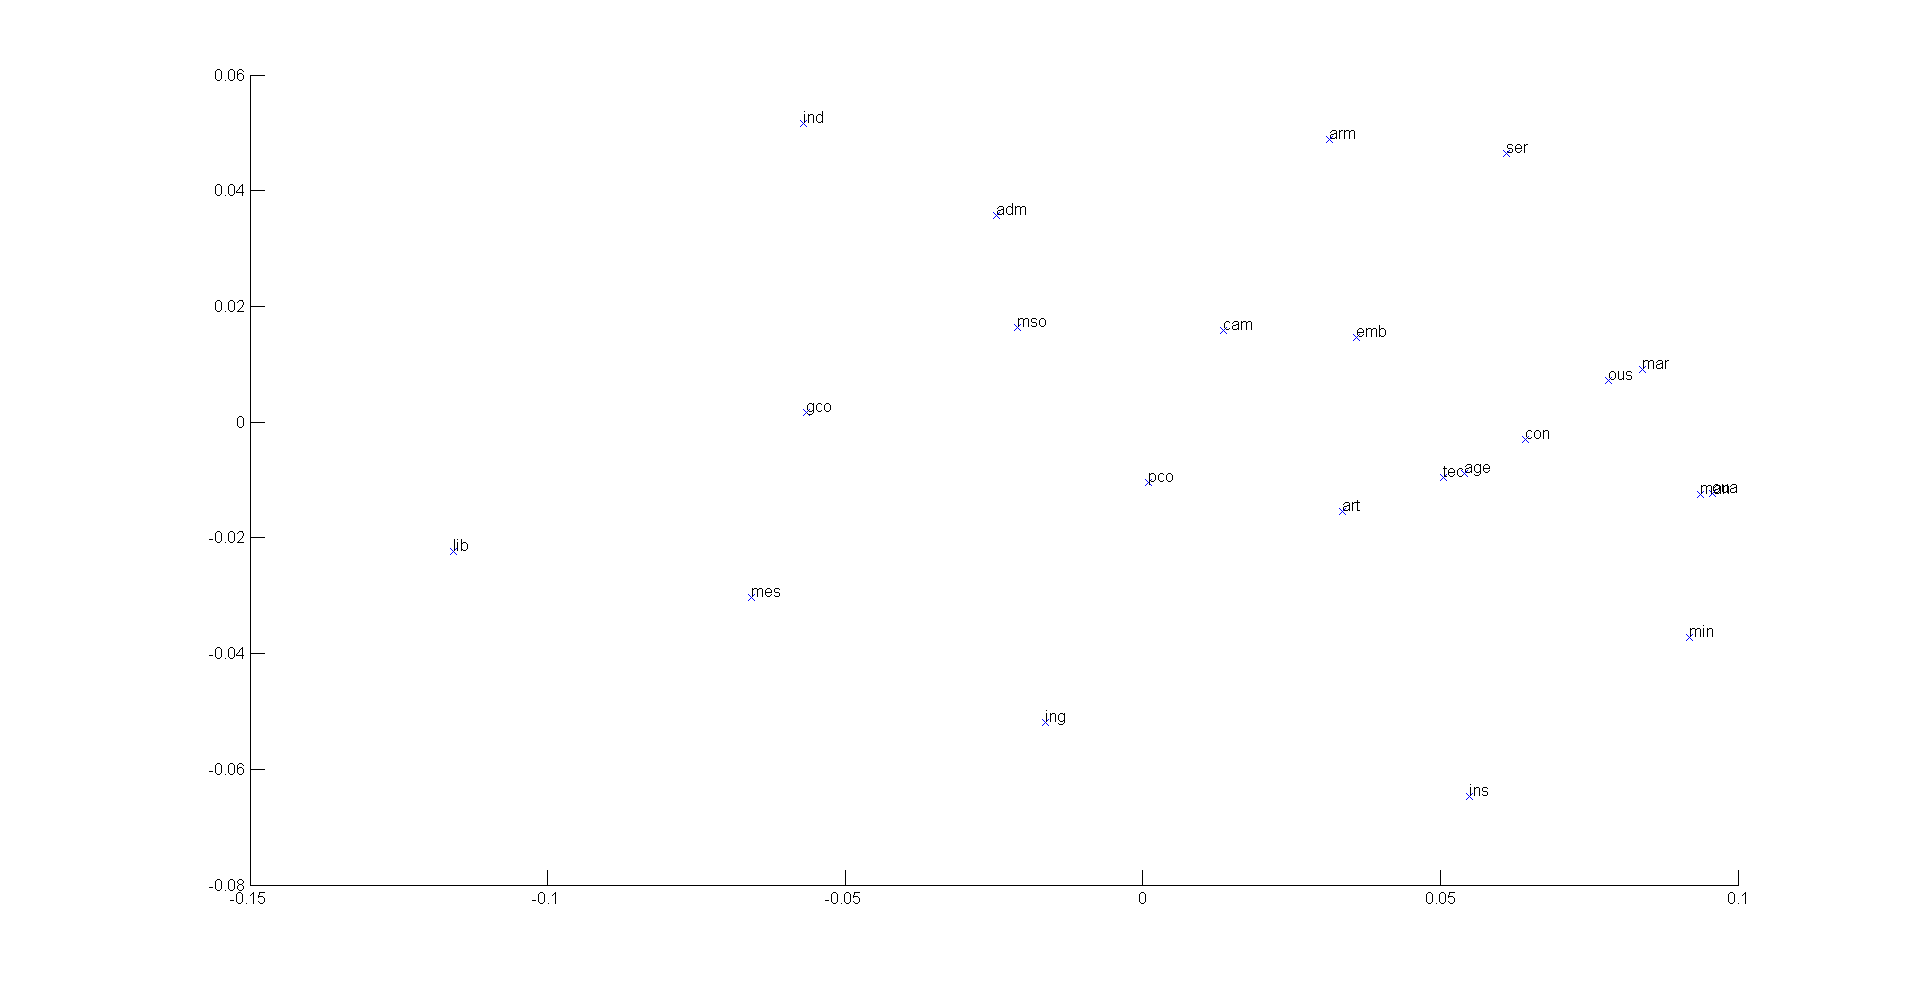 0.06
ind
arm
ser
0.04
adm
0.02
mso
cam
emb
mar
ous
gco
0
con
tec
age
pco
man
art
-0.02
lib
mes
min
-0.04
ing
-0.06
ins
-0.08
-0.15
-0.1
-0.05
0
0.05
0.1